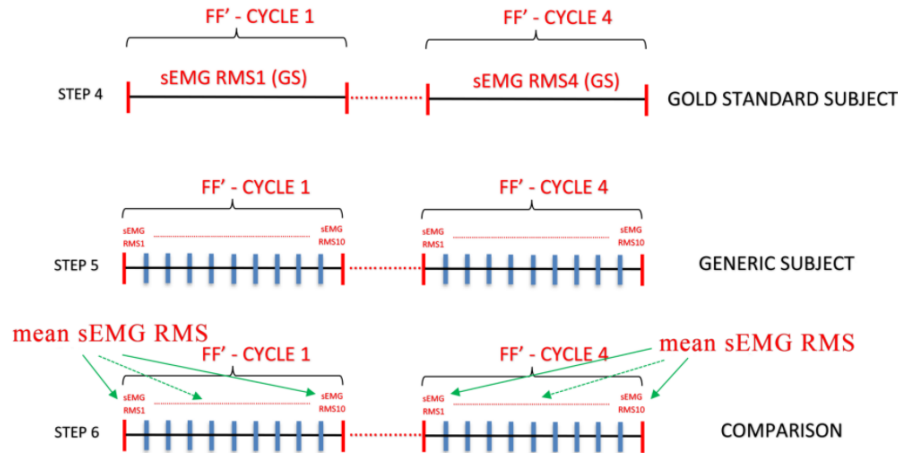 FF' - CYCLE 1
FF' - CYCLE 4
STEP 4
sEMG RMS1 (GS)
sEMG RMS4 (GS)
GOLD STANDARD SUBJECT
FF' - CYCLE 1
FF' - CYCLE 4
sEMG
RMS1
sEMG
RMS10
sEMG
RMS1
sEMG
RMS10
STEP 5
GENERIC SUBJECT
mean sEMG RMS
FF' - CYCLE 1
FF' - CYCLE 4
mean sEMG RMS
sEMG
RMS1
sEMG
RMS10
sEMG
RMS1
sEMG
RMS10
STEP 6
COMPARISON